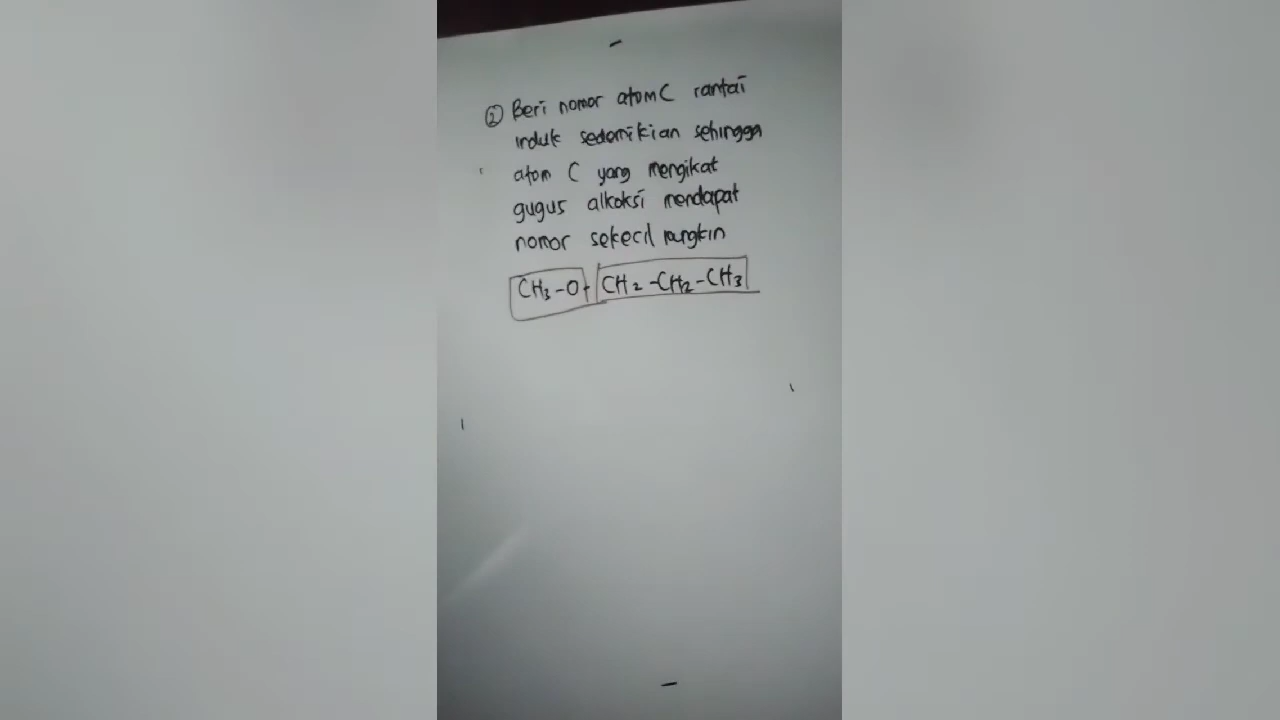 ② Beri nomor atom C rantai
induk sedemikian sehingga
atom C yang mengikat
gugus alkoksi mendapat
nomor sekecil mungkin
CH₃-O-CH₂-CH₂-CH₃